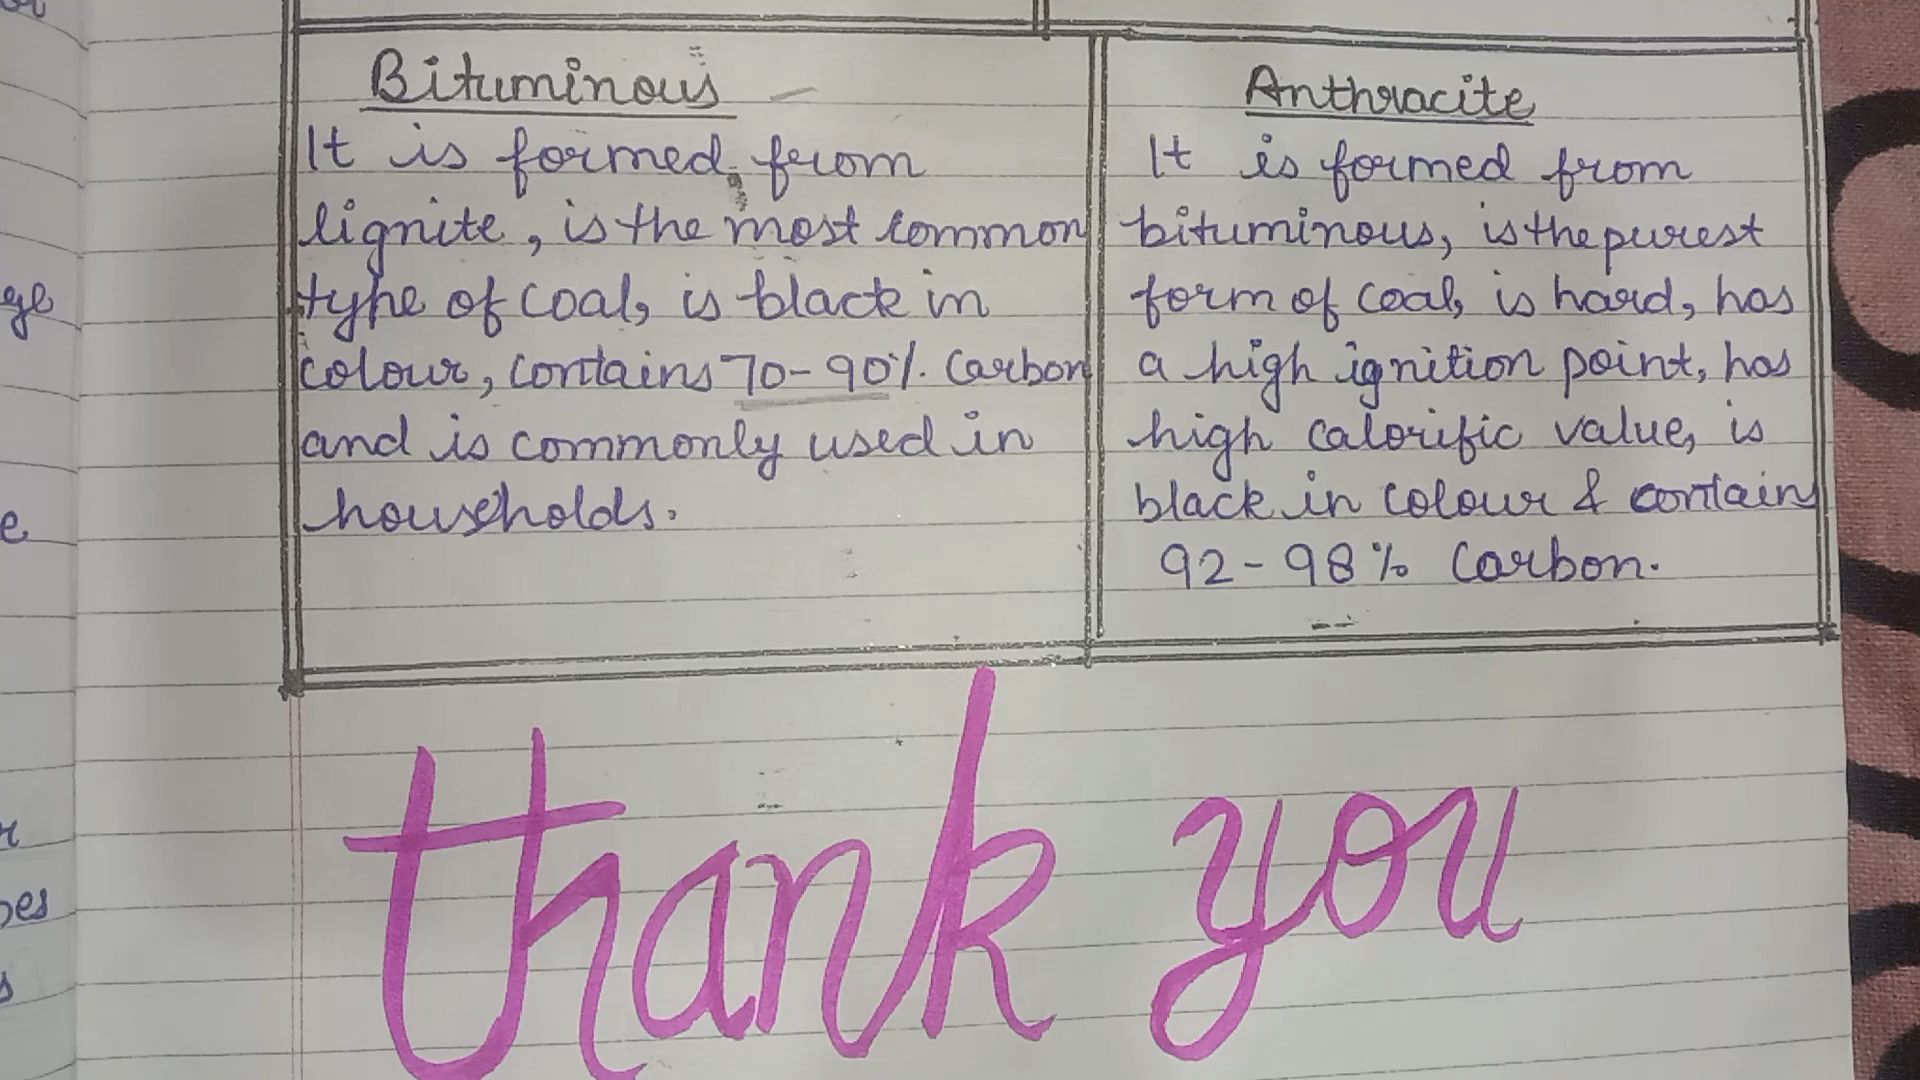 Bituminous
It is formed from
lignite, is the most common
type of coal, is black in
colour, contains 70-90% Carbon
and is commonly used in
households.
Anthracite
It is formed from
bituminous, is the purest
form of coal, is hard, has
a high ignition point, has
high calorific value, is
black in colour & contain
92-98% Carbon.
thank you